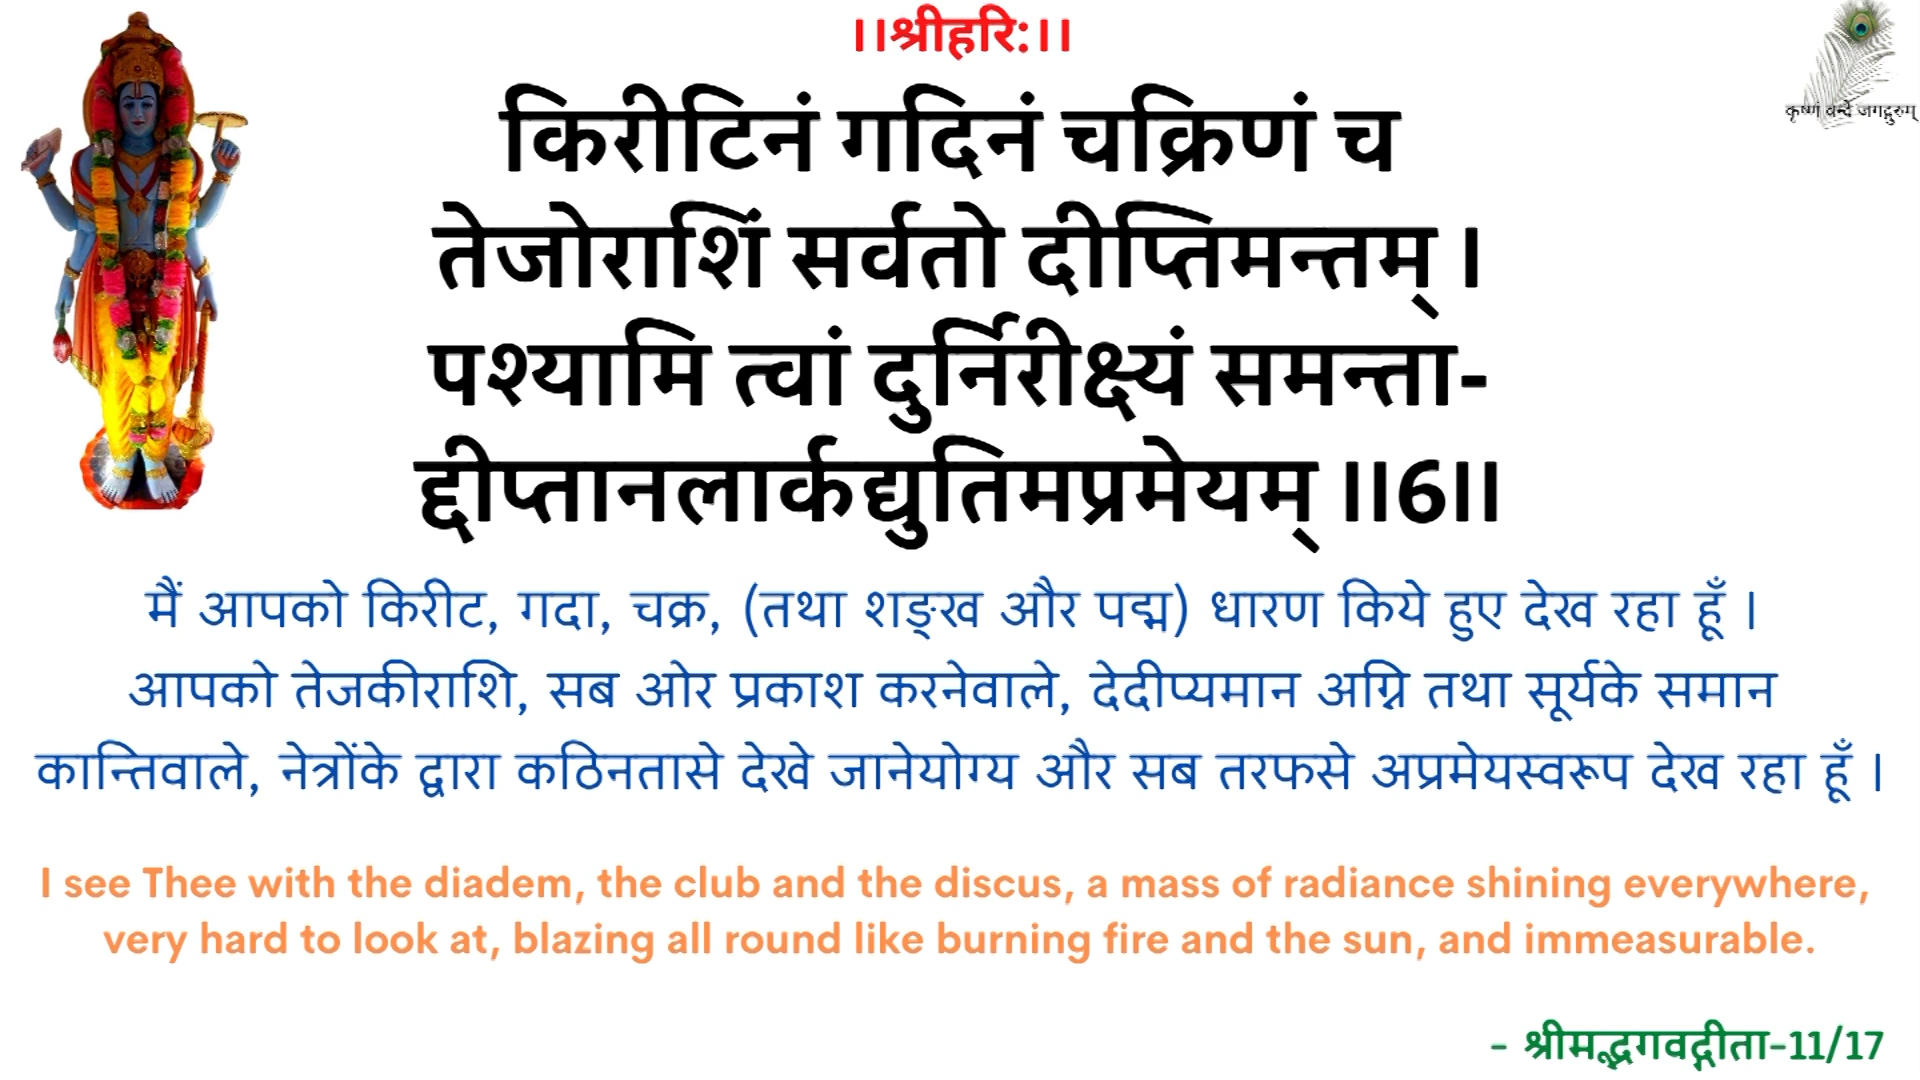 ।।श्रीहरि:।।
कृष्णं वन्दे जगद्गुरुम्
किरीटिनं गदिनं चक्रिणं च
तेजोराशिं सर्वतो दीप्तिमन्तम् ।
पश्यामि त्वां दुर्निरीक्ष्यं समन्ता-
द्दीप्तानलार्कद्युतिमप्रमेयम् ।।6।।
मैं आपको किरीट, गदा, चक्र, (तथा शङ्ख और पद्म) धारण किये हुए देख रहा हूँ ।
आपको तेजकीराशि, सब ओर प्रकाश करनेवाले, देदीप्यमान अग्नि तथा सूर्यके समान
कान्तिवाले, नेत्रोंके द्वारा कठिनतासे देखे जानेयोग्य और सब तरफसे अप्रमेयस्वरूप देख रहा हूँ ।
I see Thee with the diadem, the club and the discus, a mass of radiance shining everywhere,
very hard to look at, blazing all round like burning fire and the sun, and immeasurable.
- श्रीमद्भगवद्गीता-11/17